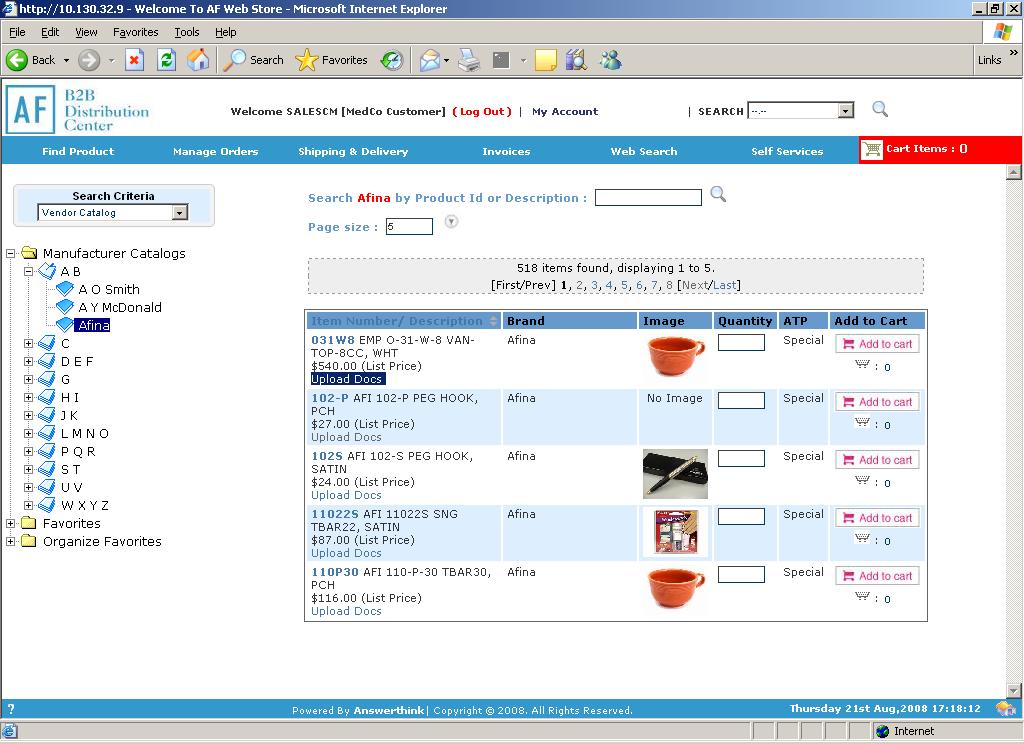 http://10.130.32.9 - Welcome To AF Web Store - Microsoft Internet Explorer
File Edit View Favorites Tools Help
Back Search Favorites Links »
AF B2B
Distribution
Center
Welcome SALESCM [MedCo Customer] ( Log Out ) | My Account | SEARCH --.--
Find Product Manage Orders Shipping & Delivery Invoices Web Search Self Services Cart Items : 0
Search Criteria
Vendor Catalog
Search Afina by Product Id or Description :
Page size : 5
Manufacturer Catalogs
A B
A O Smith
A Y McDonald
Afina
C
D E F
G
H I
J K
L M N O
P Q R
S T
U V
W X Y Z
Favorites
Organize Favorites
518 items found, displaying 1 to 5.
[First/Prev] 1, 2, 3, 4, 5, 6, 7, 8 [Next/Last]
Item Number/ Description Brand Image Quantity ATP Add to Cart
031W8 EMP O-31-W-8 VAN-TOP-8CC, WHT Afina Special Add to cart
$540.00 (List Price) : 0
Upload Docs
102-P AFI 102-P PEG HOOK, PCH Afina No Image Special Add to cart
$27.00 (List Price) : 0
Upload Docs
102S AFI 102-S PEG HOOK, SATIN Afina Special Add to cart
$24.00 (List Price) : 0
Upload Docs
11022S AFI 11022S SNG TBAR22, SATIN Afina Special Add to cart
$87.00 (List Price) : 0
Upload Docs
110P30 AFI 110-P-30 TBAR30, PCH Afina Special Add to cart
$116.00 (List Price) : 0
Upload Docs
? Powered By Answerthink | Copyright © 2008. All Rights Reserved. Thursday 21st Aug,2008 17:18:12
Internet